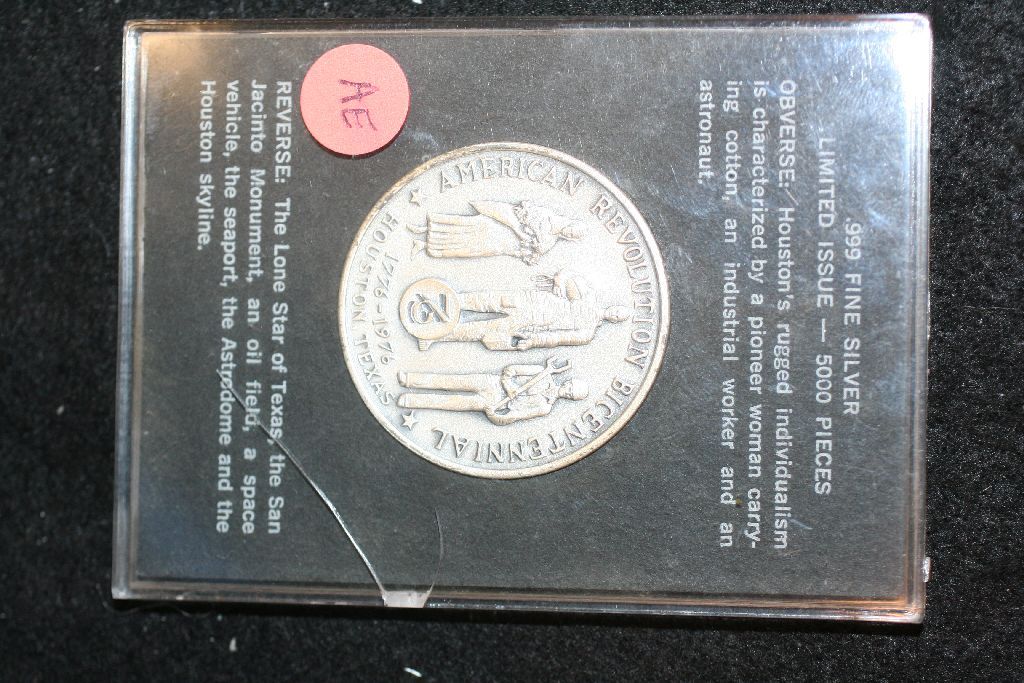 .999 FINE SILVER
LIMITED ISSUE — 5000 PIECES
OBVERSE: Houston's rugged individualism
is characterized by a pioneer woman carry-
ing cotton, an industrial worker and an
astronaut.
AMERICAN REVOLUTION BICENTENNIAL
1776-1976
HOUSTON TEXAS
AE
REVERSE: The Lone Star of Texas, the San
Jacinto Monument, an oil field, a space
vehicle, the seaport, the Astrodome and the
Houston skyline.